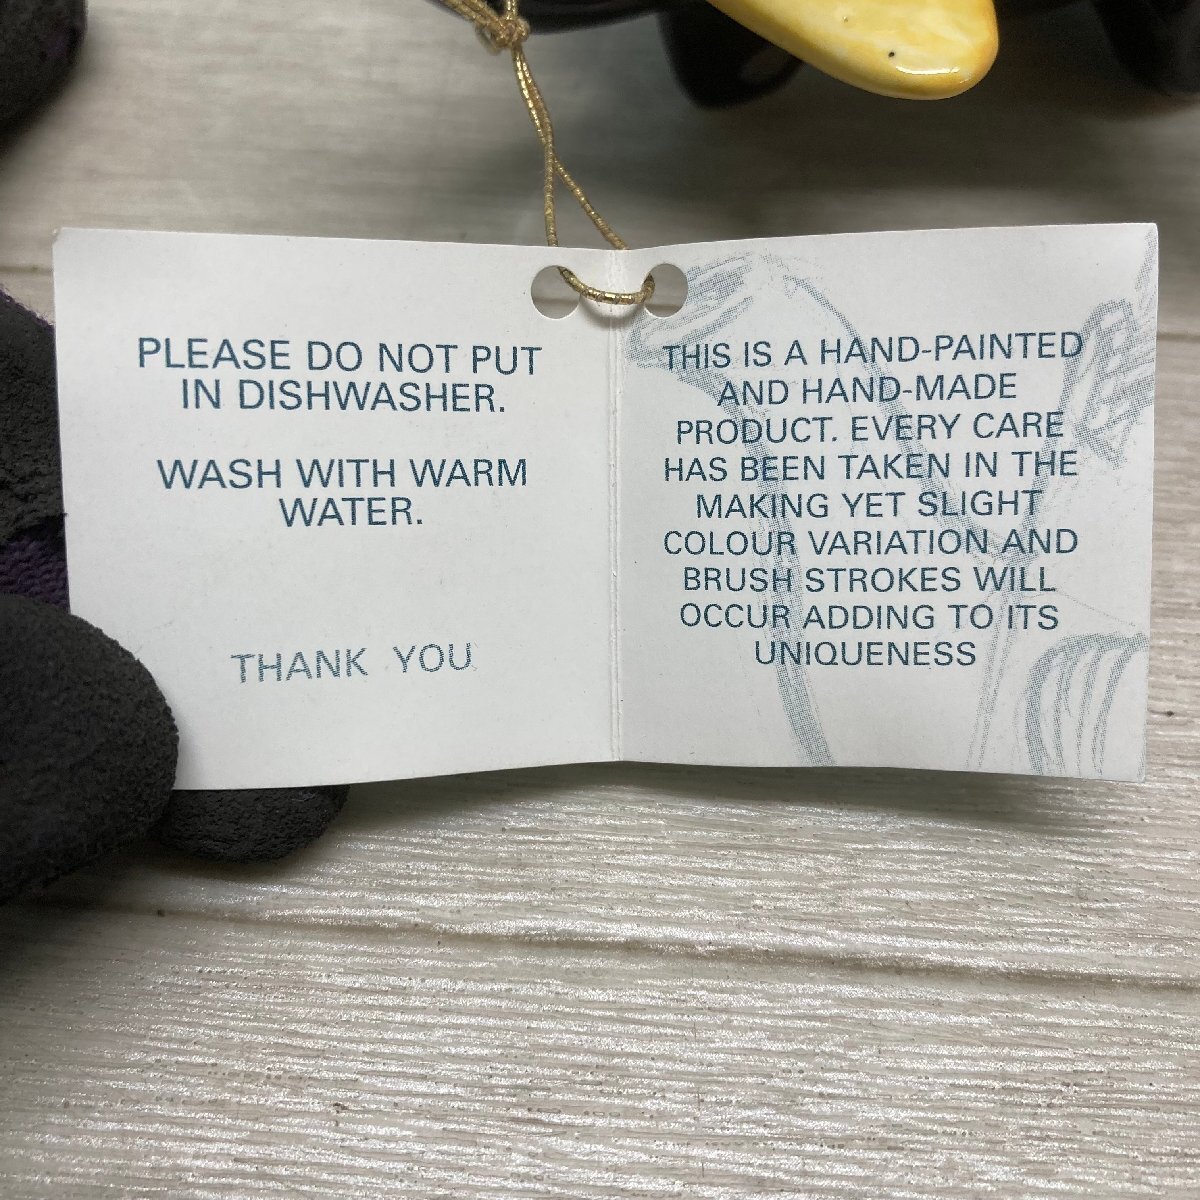 PLEASE DO NOT PUT
IN DISHWASHER.
WASH WITH WARM
WATER.
THANK YOU
THIS IS A HAND-PAINTED
AND HAND-MADE
PRODUCT. EVERY CARE
HAS BEEN TAKEN IN THE
MAKING YET SLIGHT
COLOUR VARIATION AND
BRUSH STROKES WILL
OCCUR ADDING TO ITS
UNIQUENESS